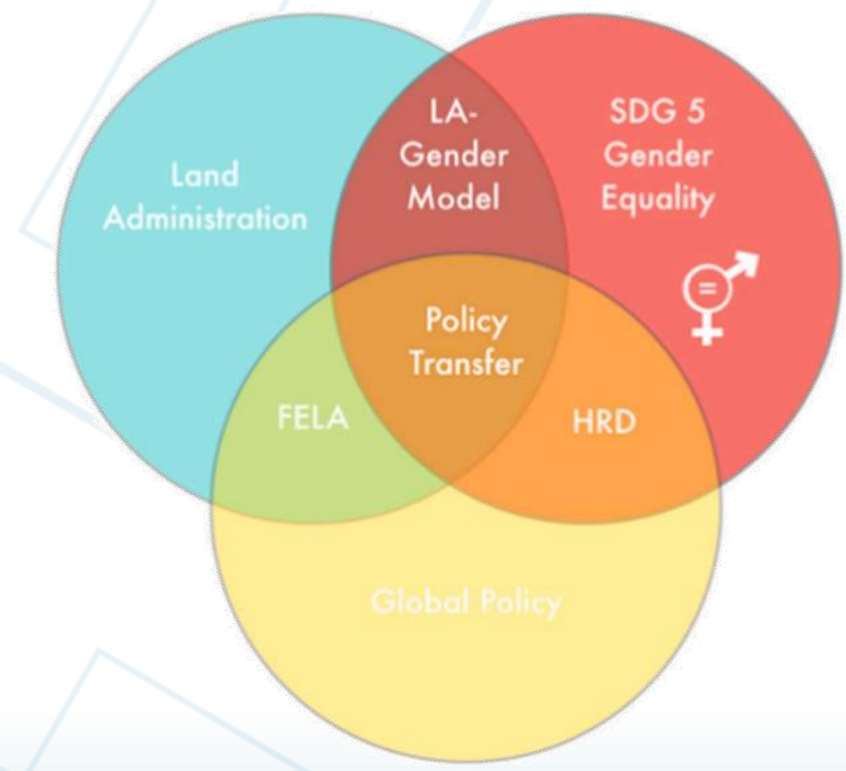 LA-
Gender
Model
SDG 5
Gender
Equality
Land
Administration
=
Policy
Transfer
FELA
HRD
Global Policy